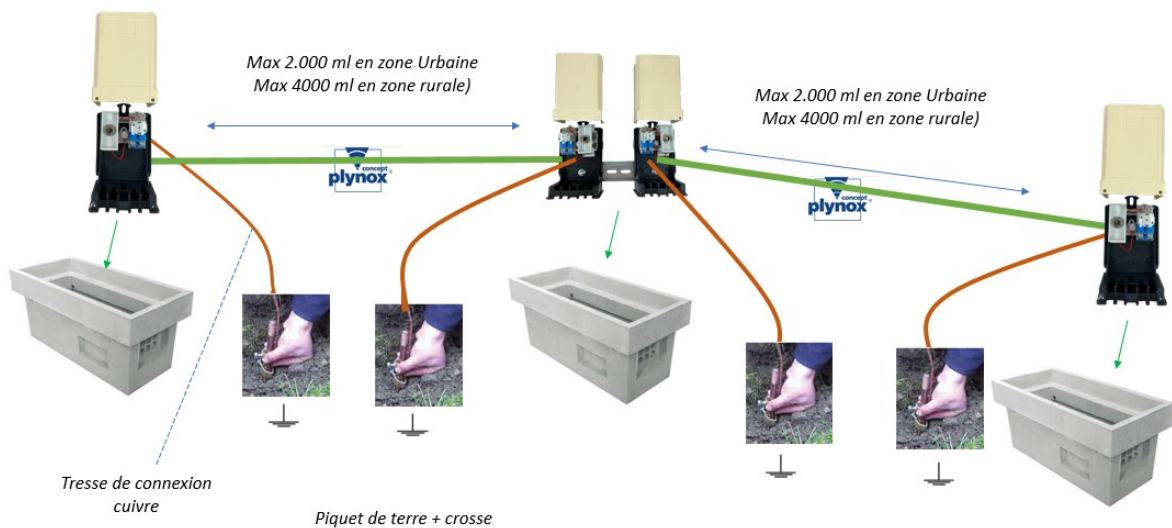 Max 2.000 ml en zone Urbaine
Max 4000 ml en zone rurale)
Max 2.000 ml en zone Urbaine
Max 4000 ml en zone rurale)
concept
plynox®
concept
plynox®
Tresse de connexion
cuivre
Piquet de terre + crosse